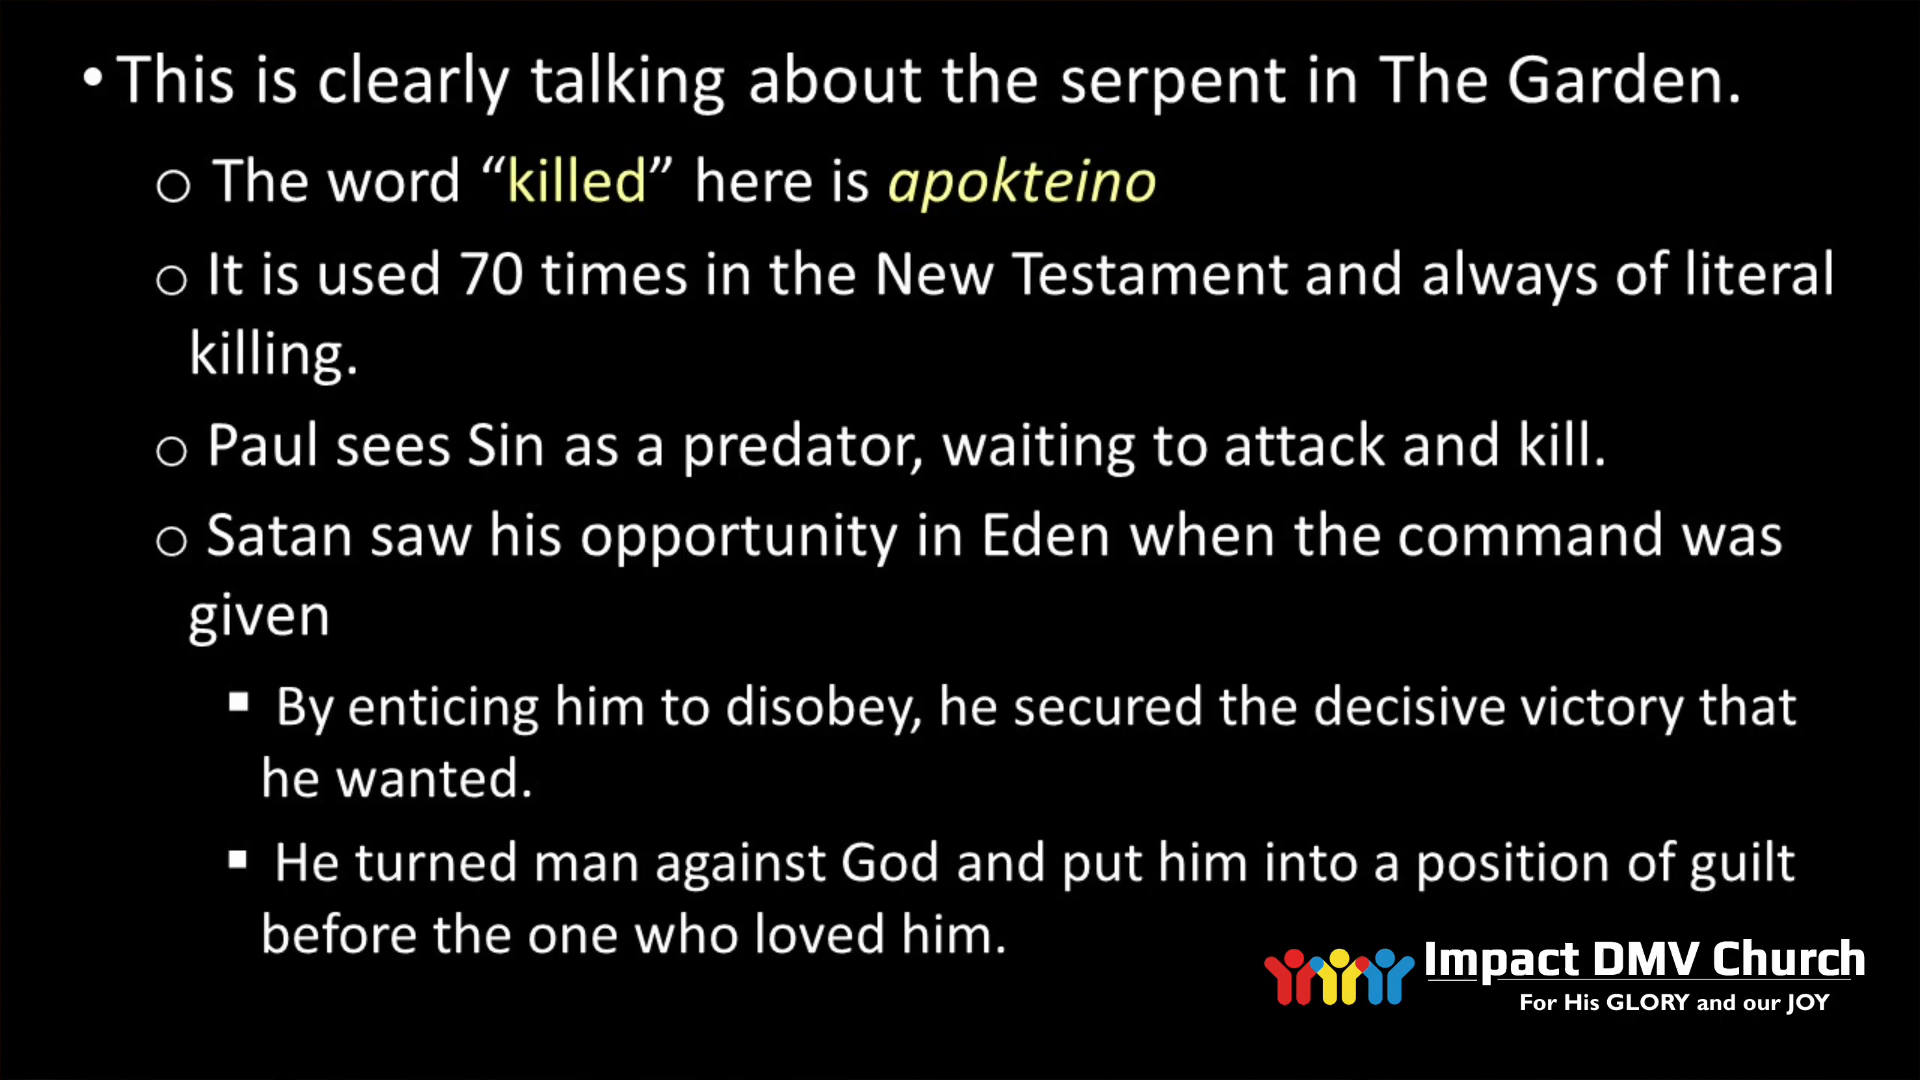 • This is clearly talking about the serpent in The Garden.
o The word “killed” here is apokteino
o It is used 70 times in the New Testament and always of literal
killing.
o Paul sees Sin as a predator, waiting to attack and kill.
o Satan saw his opportunity in Eden when the command was
given
▪ By enticing him to disobey, he secured the decisive victory that
he wanted.
▪ He turned man against God and put him into a position of guilt
before the one who loved him.
Impact DMV Church
For His GLORY and our JOY